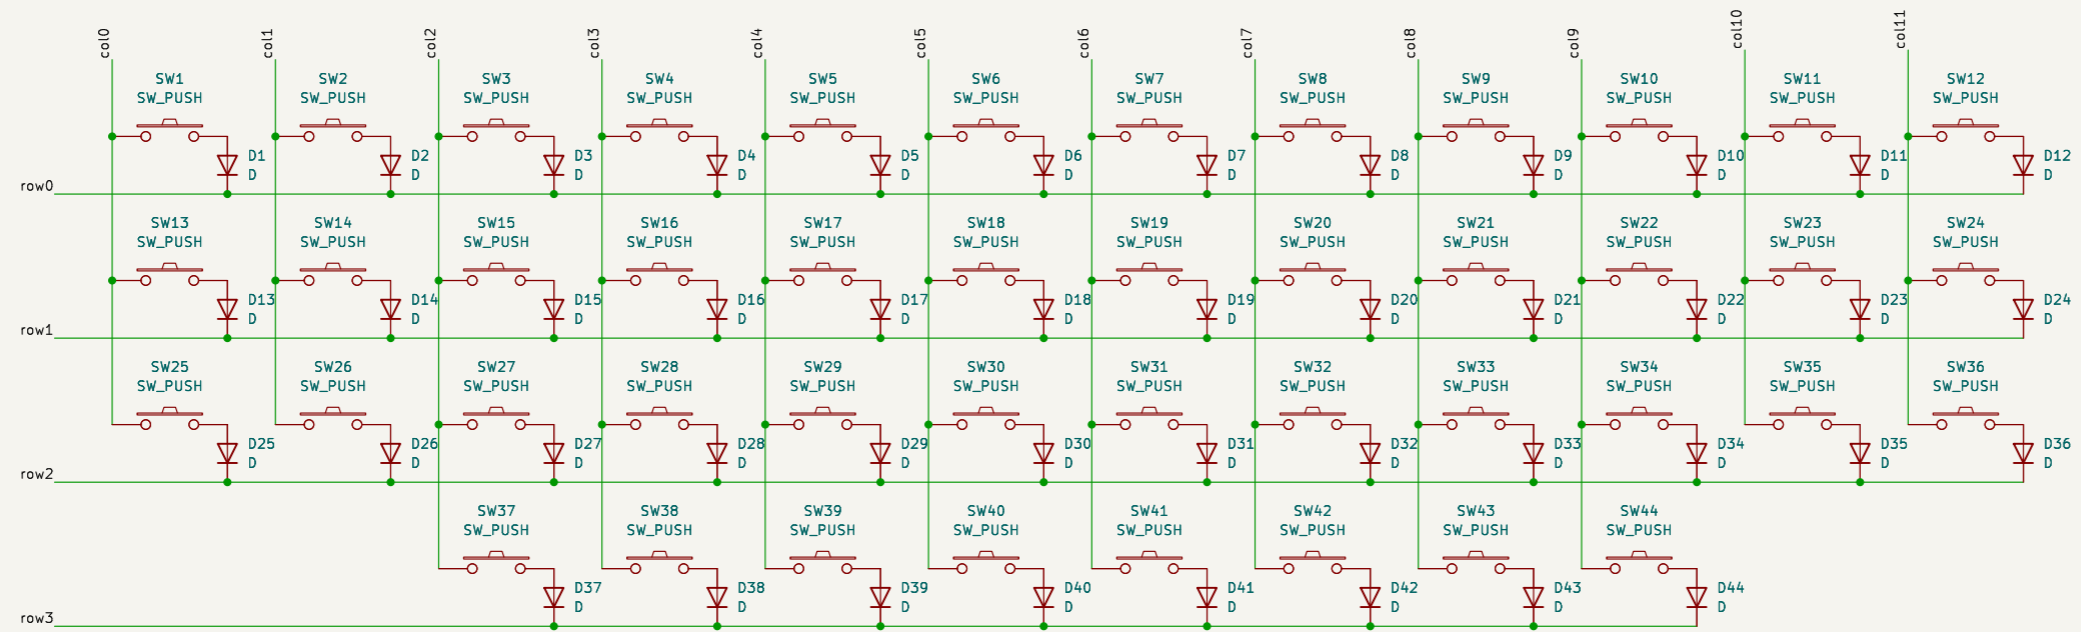 col0 col1 col2 col3 col4 col5 col6 col7 col8 col9 col10 col11
SW1 SW2 SW3 SW4 SW5 SW6 SW7 SW8 SW9 SW10 SW11 SW12
SW_PUSH SW_PUSH SW_PUSH SW_PUSH SW_PUSH SW_PUSH SW_PUSH SW_PUSH SW_PUSH SW_PUSH SW_PUSH SW_PUSH
D1 D2 D3 D4 D5 D6 D7 D8 D9 D10 D11 D12
D D D D D D D D D D D D
row0
SW13 SW14 SW15 SW16 SW17 SW18 SW19 SW20 SW21 SW22 SW23 SW24
SW_PUSH SW_PUSH SW_PUSH SW_PUSH SW_PUSH SW_PUSH SW_PUSH SW_PUSH SW_PUSH SW_PUSH SW_PUSH SW_PUSH
D13 D14 D15 D16 D17 D18 D19 D20 D21 D22 D23 D24
D D D D D D D D D D D D
row1
SW25 SW26 SW27 SW28 SW29 SW30 SW31 SW32 SW33 SW34 SW35 SW36
SW_PUSH SW_PUSH SW_PUSH SW_PUSH SW_PUSH SW_PUSH SW_PUSH SW_PUSH SW_PUSH SW_PUSH SW_PUSH SW_PUSH
D25 D26 D27 D28 D29 D30 D31 D32 D33 D34 D35 D36
D D D D D D D D D D D D
row2
SW37 SW38 SW39 SW40 SW41 SW42 SW43 SW44
SW_PUSH SW_PUSH SW_PUSH SW_PUSH SW_PUSH SW_PUSH SW_PUSH SW_PUSH
D37 D38 D39 D40 D41 D42 D43 D44
D D D D D D D D
row3